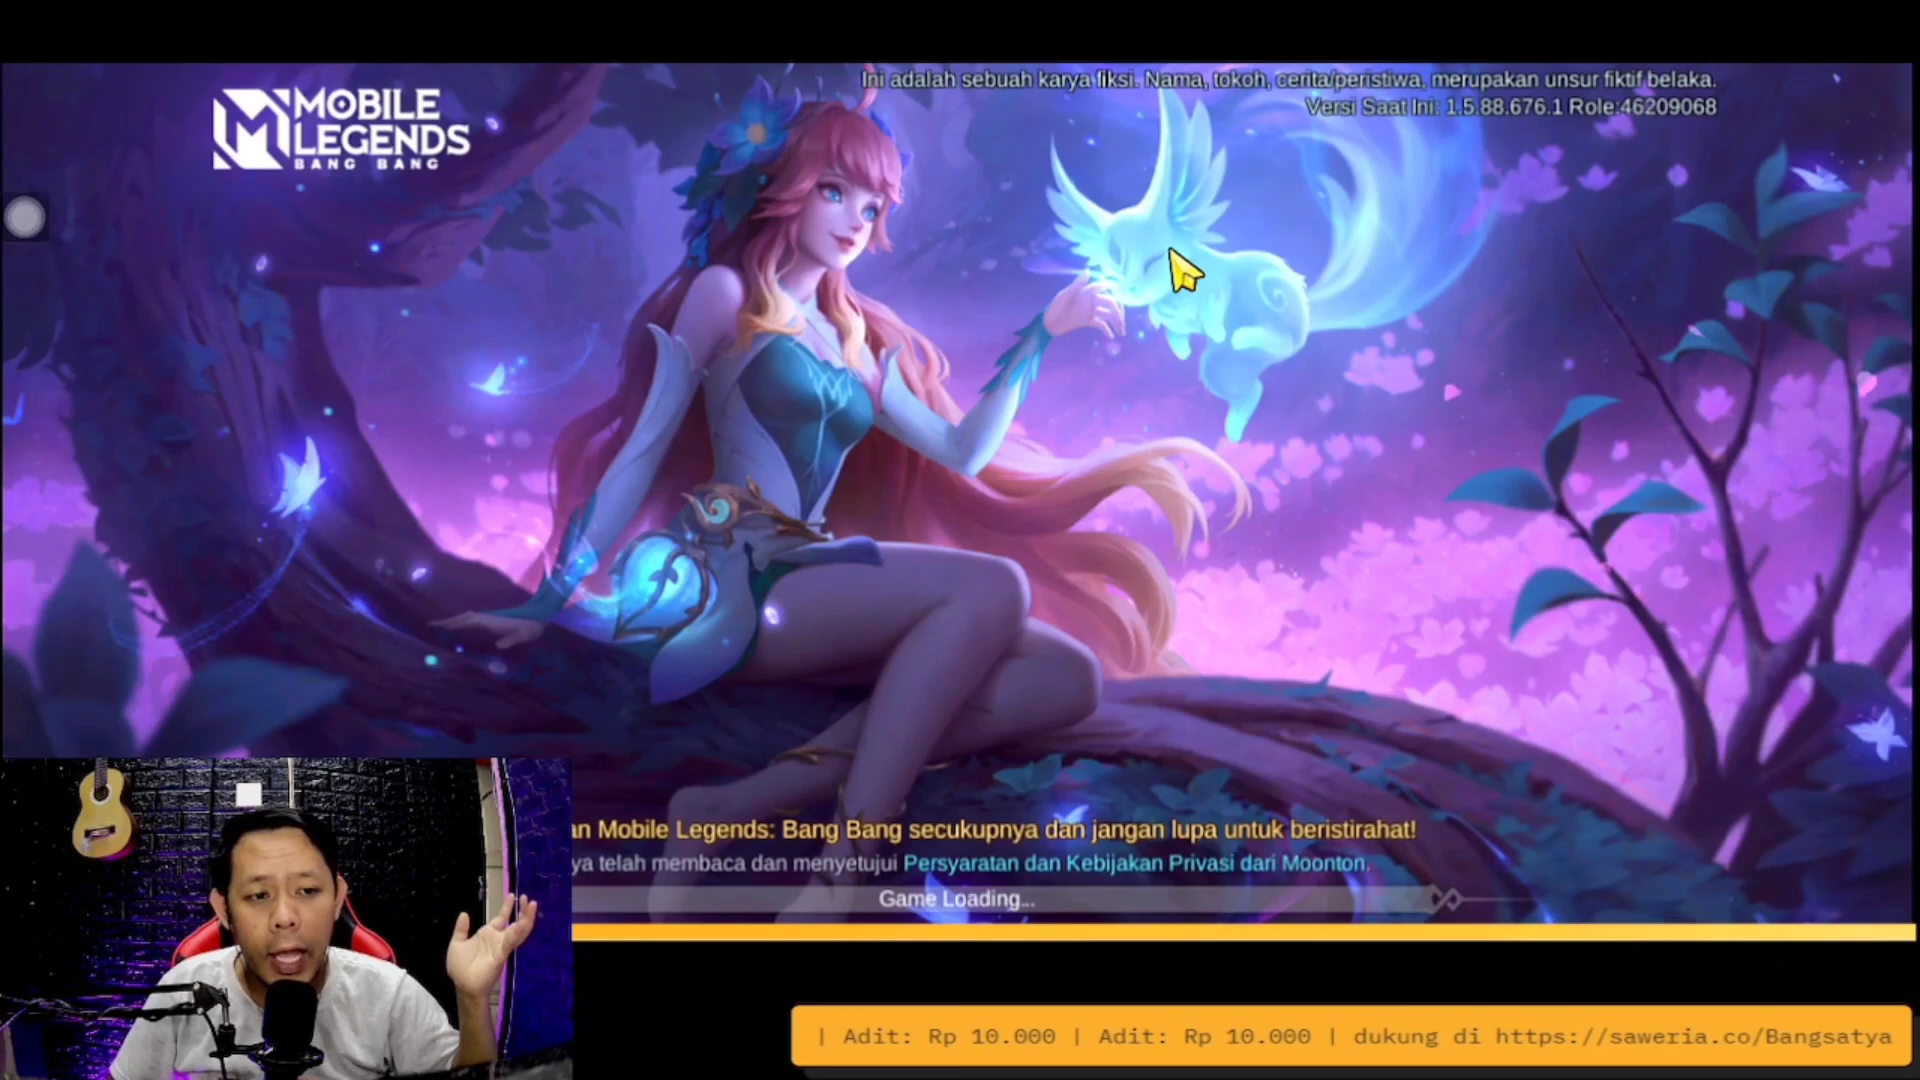 MOBILE
LEGENDS
BANG BANG
Ini adalah sebuah karya fiksi. Nama, tokoh, cerita/peristiwa, merupakan unsur fiktif belaka.
Versi Saat Ini: 1.5.88.676.1 Role:46209068
an Mobile Legends: Bang Bang secukupnya dan jangan lupa untuk beristirahat!
ya telah membaca dan menyetujui Persyaratan dan Kebijakan Privasi dari Moonton.
Game Loading...
| Adit: Rp 10.000 | Adit: Rp 10.000 | dukung di https://saweria.co/Bangsatya